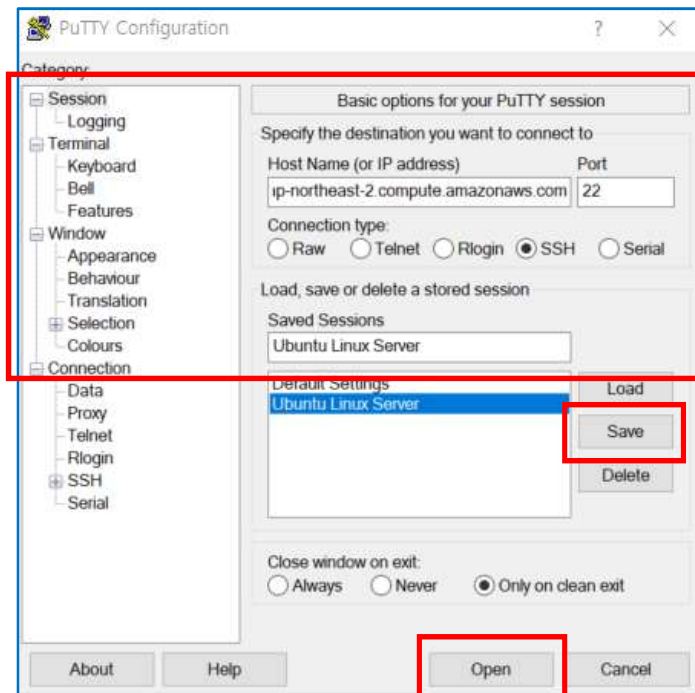 PuTTY Configuration
Category:
Session
Logging
Terminal
Keyboard
Bell
Features
Window
Appearance
Behaviour
Translation
Selection
Colours
Connection
Data
Proxy
Telnet
Rlogin
SSH
Serial
Basic options for your PuTTY session
Specify the destination you want to connect to
Host Name (or IP address) Port
ap-northeast-2.compute.amazonaws.com 22
Connection type:
Raw Telnet Rlogin SSH Serial
Load, save or delete a stored session
Saved Sessions
Ubuntu Linux Server
Default Settings
Ubuntu Linux Server
Load
Save
Delete
Close window on exit:
Always Never Only on clean exit
About Help Open Cancel